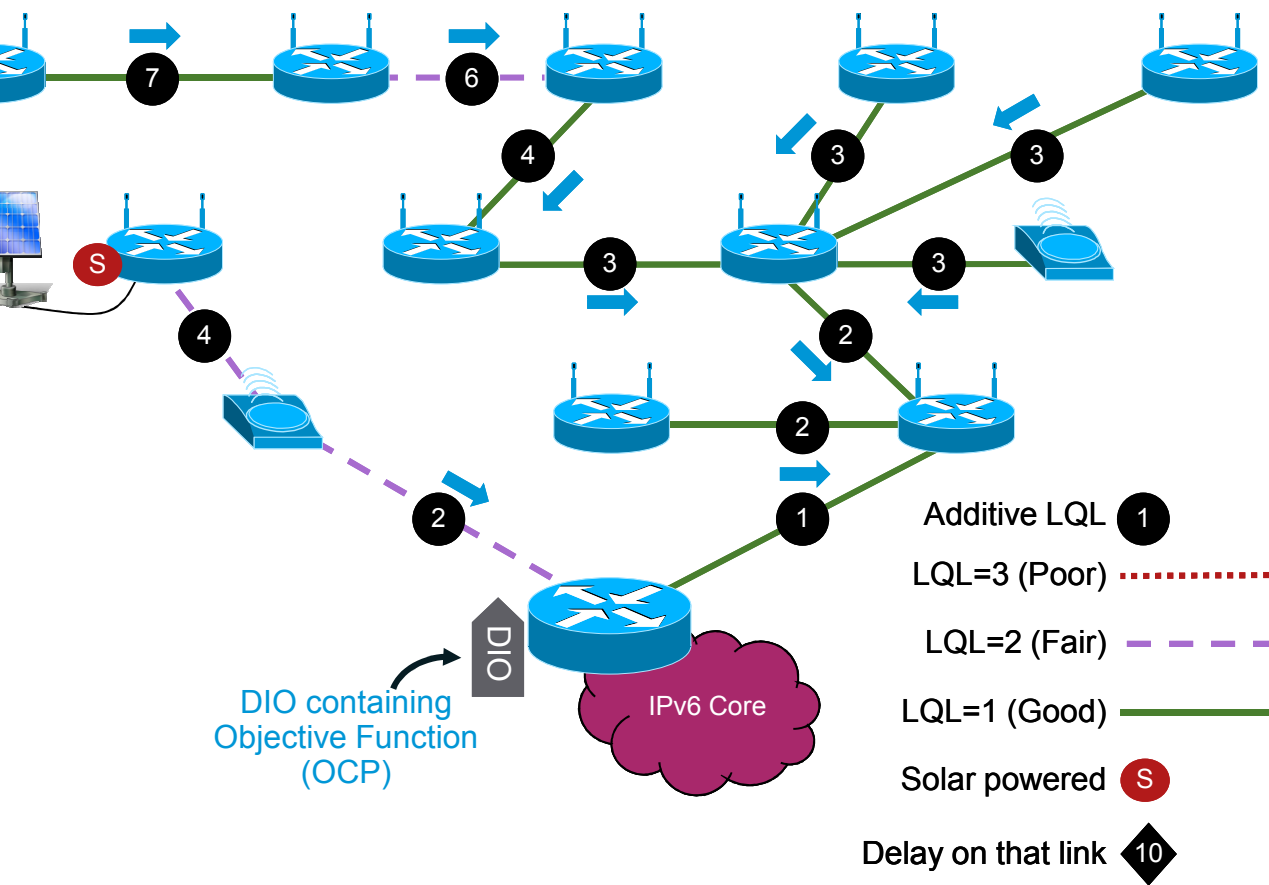 7
6
4
3
3
S
3
3
4
2
2
2
1
Additive LQL 1
LQL=3 (Poor)
DIO
LQL=2 (Fair)
DIO containing
Objective Function
(OCP)
IPv6 Core
LQL=1 (Good)
Solar powered S
Delay on that link 10